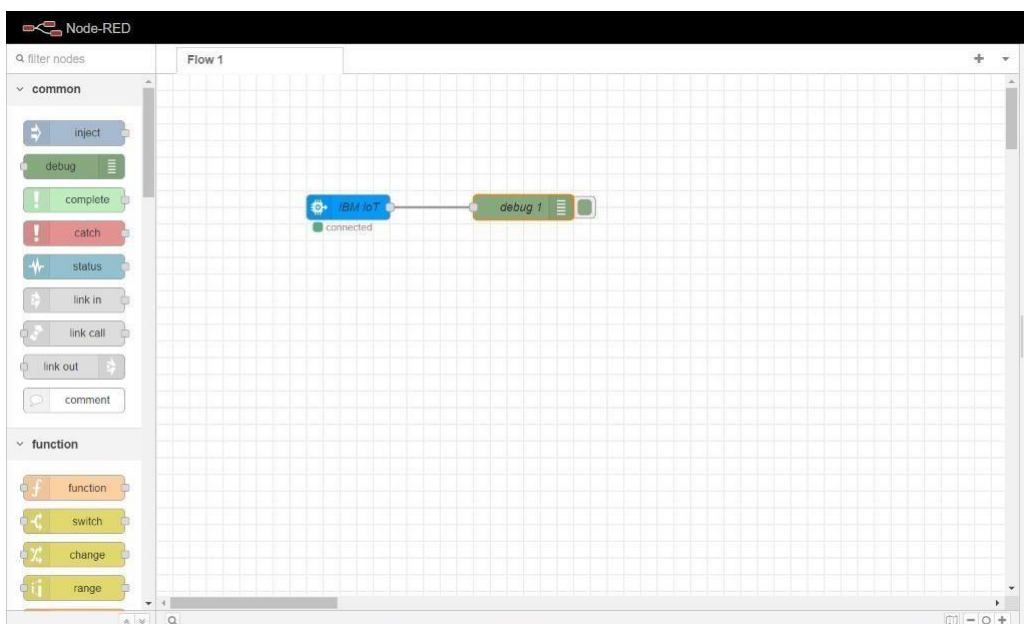 Node-RED
filter nodes
Flow 1
common
inject
debug
complete
catch
status
link in
link call
link out
comment
function
function
switch
change
range
IBM IoT
connected
debug 1